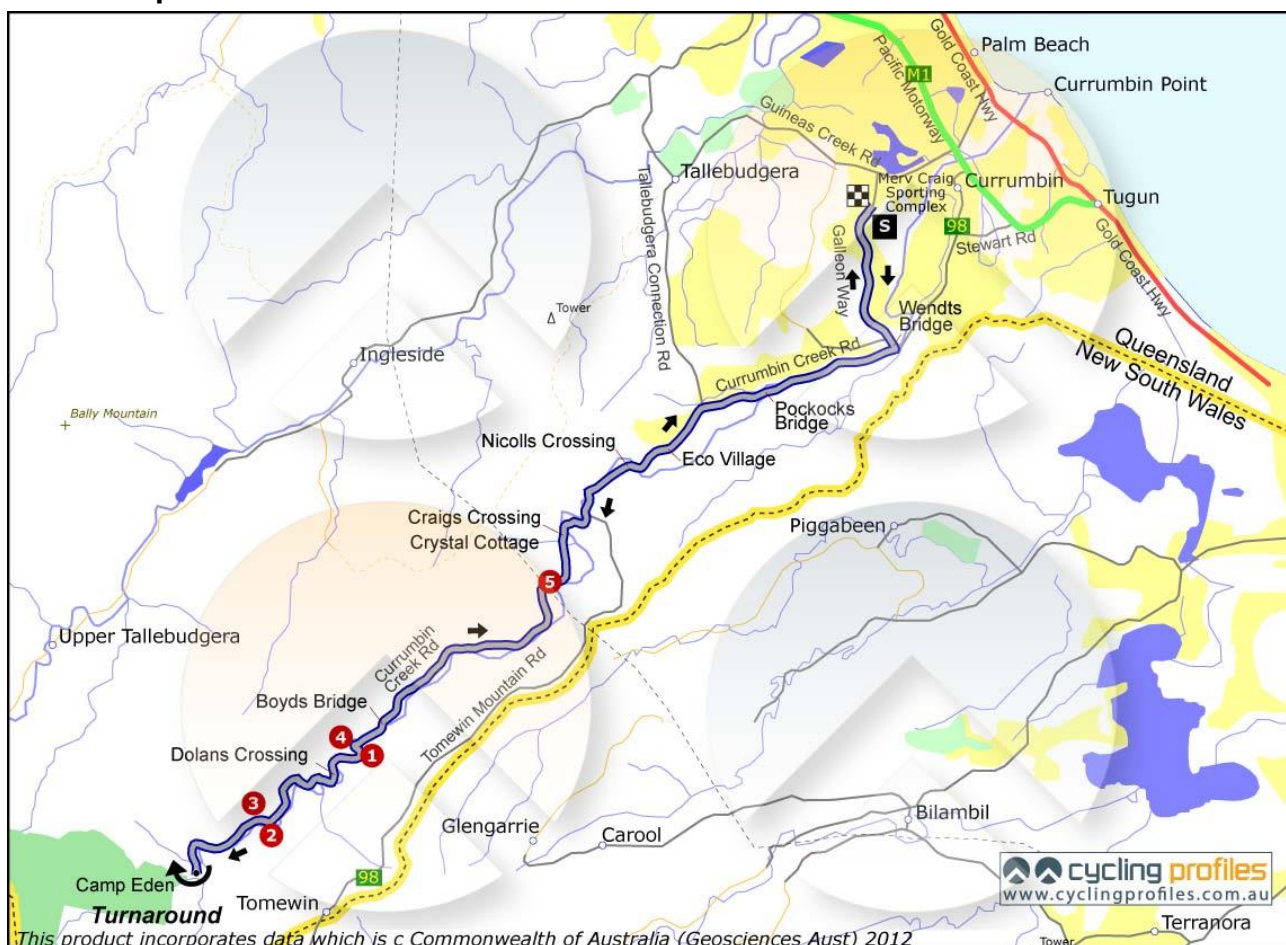 Palm Beach
Currumbin Point
Pacific Motorway
M1
Gold Coast Hwy
Guineas Creek Rd
Tallebudgera
Tallebudgera Connection Rd
Merv Craig
Sporting
Complex
Currumbin
Tugun
S
98
Stewart Rd
Gold Coast Hwy
Galleon Way
Wendts
Bridge
Tower
Ingleside
Currumbin Creek Rd
Queensland
New South Wales
Bally Mountain
Pockocks
Bridge
Nicolls Crossing
Eco Village
Craigs Crossing
Crystal Cottage
Piggabeen
5
Upper Tallebudgera
Currumbin
Creek Rd
Tomewin Mountain Rd
Boyds Bridge
4
1
Dolans Crossing
3
2
Glengarrie
Carool
Bilambil
Camp Eden
98
Turnaround
Tomewin
cycling profiles
www.cyclingprofiles.com.au
Terranora
Tower
This product incorporates data which is c Commonwealth of Australia (Geosciences Aust) 2012